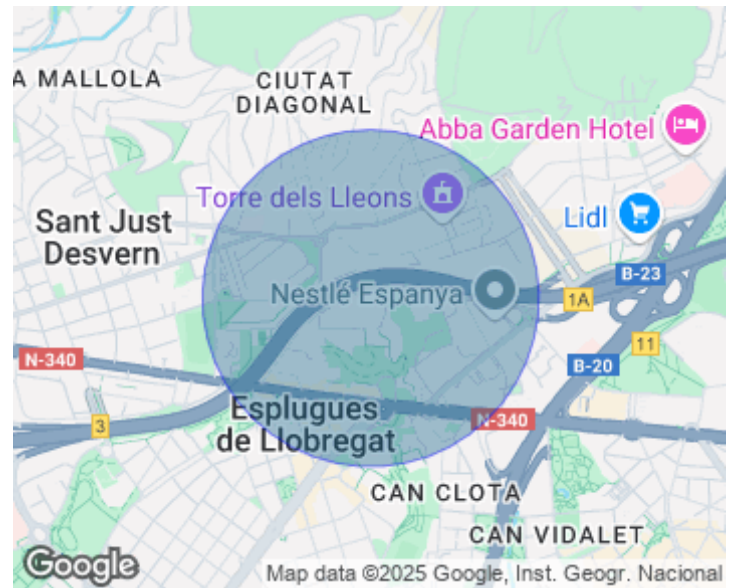 A MALLOLA
CIUTAT
DIAGONAL
Abba Garden Hotel
Torre dels Lleons
Lidl
Sant Just
Desvern
B-23
Nestlé Espanya
1A
11
N-340
B-20
3
Esplugues
de Llobregat
N-340
CAN CLOTA
CAN VIDALET
Google
Map data ©2025 Google, Inst. Geogr. Nacional